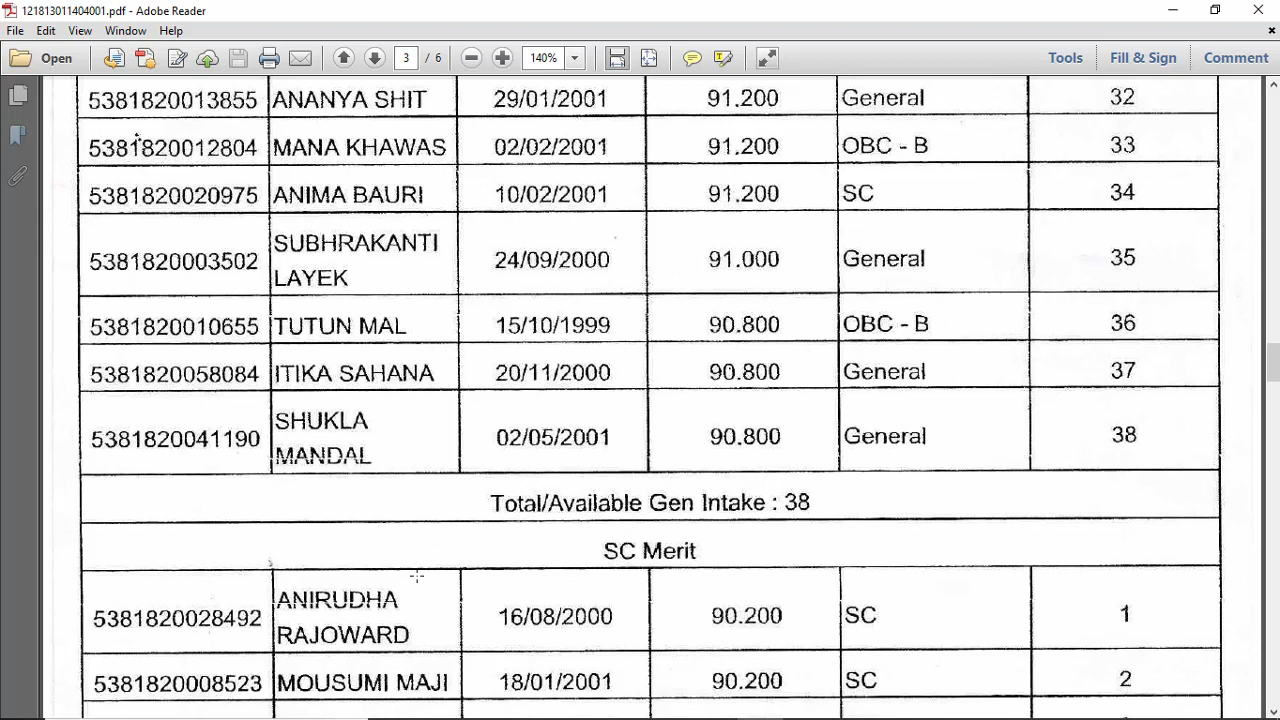 121813011404001.pdf - Adobe Reader
File Edit View Window Help
Open 3 / 6 140% Tools Fill & Sign Comment
5381820013855 ANANYA SHIT 29/01/2001 91.200 General 32
5381820012804 MANA KHAWAS 02/02/2001 91.200 OBC - B 33
5381820020975 ANIMA BAURI 10/02/2001 91.200 SC 34
5381820003502 SUBHRAKANTI LAYEK 24/09/2000 91.000 General 35
5381820010655 TUTUN MAL 15/10/1999 90.800 OBC - B 36
5381820058084 ITIKA SAHANA 20/11/2000 90.800 General 37
5381820041190 SHUKLA MANDAL 02/05/2001 90.800 General 38
Total/Available Gen Intake : 38
SC Merit
5381820028492 ANIRUDHA RAJOWARD 16/08/2000 90.200 SC 1
5381820008523 MOUSUMI MAJI 18/01/2001 90.200 SC 2